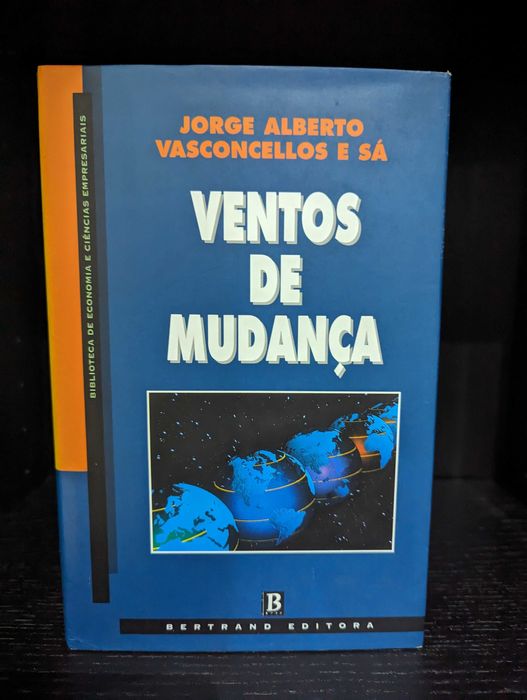 JORGE ALBERTO
VASCONCELLOS E SÁ
VENTOS
DE
MUDANÇA
BIBLIOTECA DE ECONOMIA E CIÊNCIAS EMPRESARIAIS
B
BERTRAND EDITORA